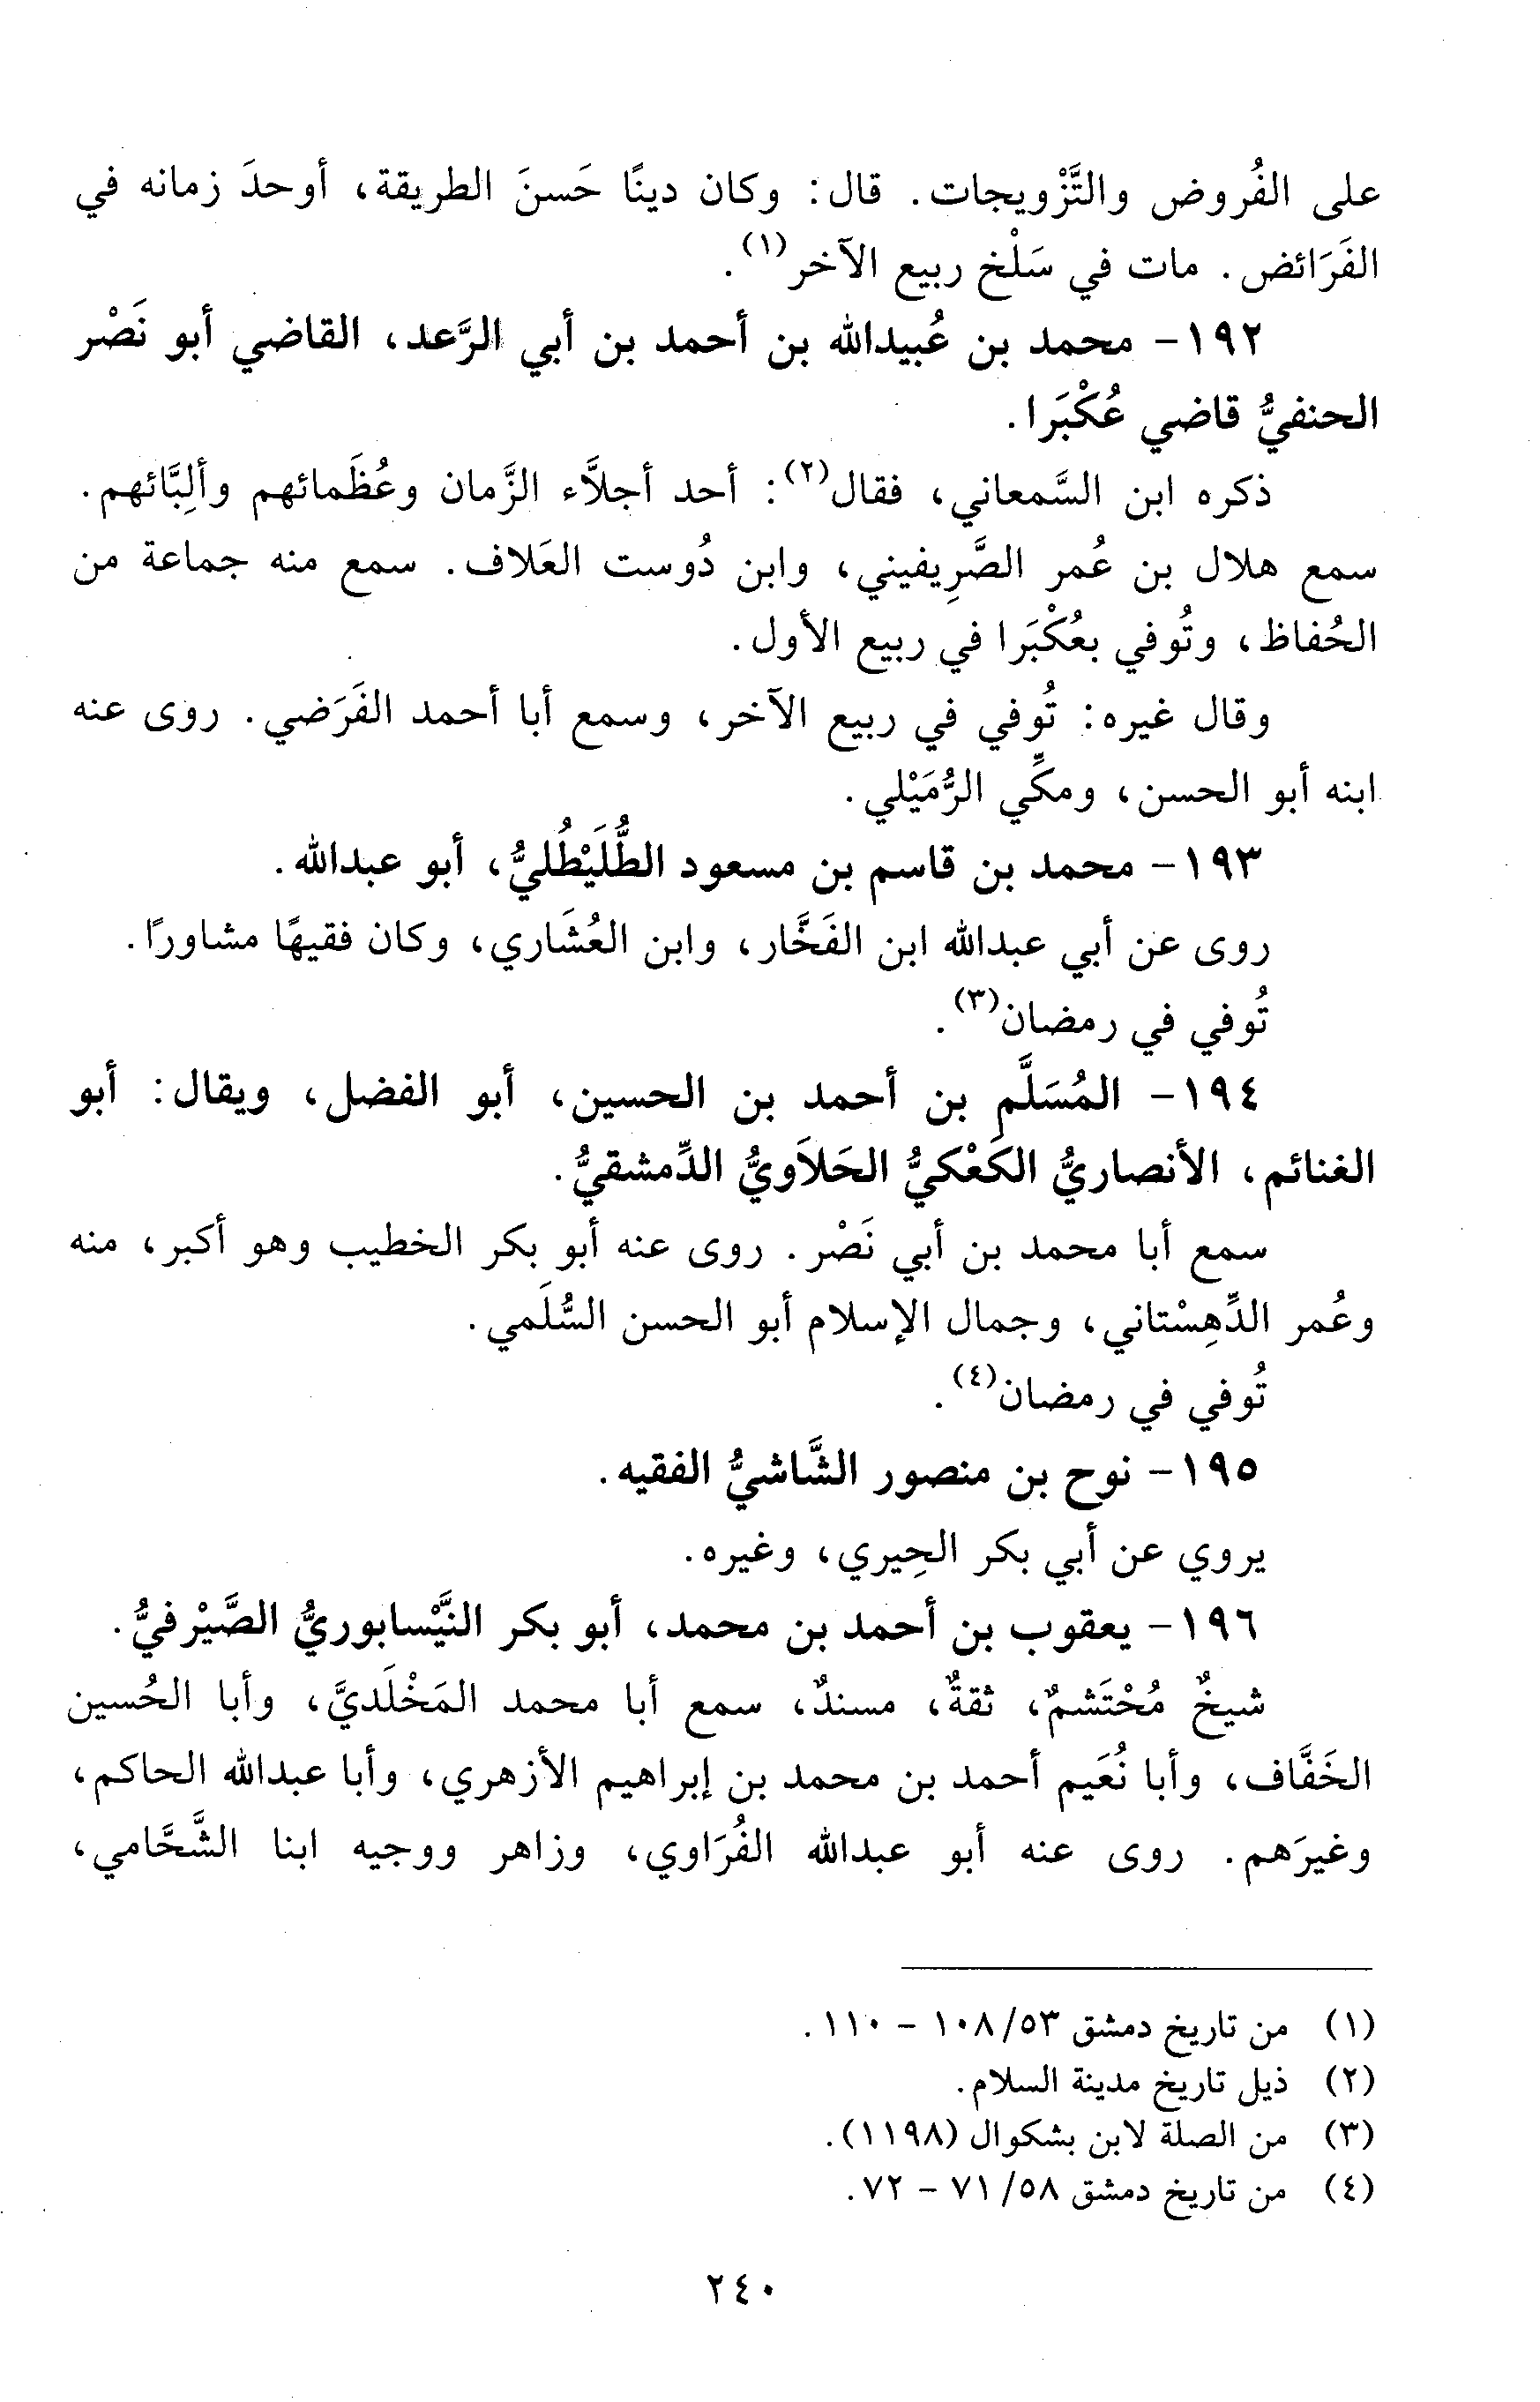 على الفُروض والتَّزْويجات. قال: وكان دينًا حَسنَ الطريقة، أوحدَ زمانه في
الفَرَائض. مات في سَلْخ ربيع الآخر(١).
١٩٢- محمد بن عُبيدالله بن أحمد بن أبي الرَّعد، القاضي أبو نَصْر
الحنفيُّ قاضي عُكْبَرا.
ذكره ابن السَّمعاني، فقال(٢): أحد أجلاَّء الزَّمان وعُظَمائهم وألِبَّائهم.
سمع هلال بن عُمر الصَّرِيفيني، وابن دُوست العَلاف. سمع منه جماعة من
الحُفاظ، وتُوفي بعُكْبَرا في ربيع الأول.
وقال غيره: تُوفي في ربيع الآخر، وسمع أبا أحمد الفَرَضي. روى عنه
ابنه أبو الحسن، ومكِّي الرُّمَيْلي.
١٩٣- محمد بن قاسم بن مسعود الطُّلَيْطُليُّ، أبو عبدالله.
روى عن أبي عبدالله ابن الفَخَّار، وابن العُشَاري، وكان فقيهًا مشاورًا.
تُوفي في رمضان(٣).
١٩٤- المُسَلَّم بن أحمد بن الحسين، أبو الفضل، ويقال: أبو
الغنائم، الأنصاريُّ الكَعْكيُّ الحَلاَويُّ الدِّمشقيُّ.
سمع أبا محمد بن أبي نَصْر. روى عنه أبو بكر الخطيب وهو أكبر، منه
وعُمر الدِّهِسْتاني، وجمال الإسلام أبو الحسن السُّلَمي.
تُوفي في رمضان(٤).
١٩٥- نوح بن منصور الشَّاشيُّ الفقيه.
يروي عن أبي بكر الحِيري، وغيره.
١٩٦- يعقوب بن أحمد بن محمد، أبو بكر النَّيْسابوريُّ الصَّيْرفيُّ.
شيخٌ مُحْتَشمٌ، ثقةٌ، مسندٌ، سمع أبا محمد المَخْلَديَّ، وأبا الحُسين
الخَفَّاف، وأبا نُعَيم أحمد بن محمد بن إبراهيم الأزهري، وأبا عبدالله الحاكم،
وغيرَهم. روى عنه أبو عبدالله الفُرَاوي، وزاهر ووجيه ابنا الشَّحَّامي،
(١) من تاريخ دمشق ٥٣/ ١٠٨ - ١١٠.
(٢) ذيل تاريخ مدينة السلام.
(٣) من الصلة لابن بشكوال (١١٩٨).
(٤) من تاريخ دمشق ٥٨/ ٧١ - ٧٢.
٢٤٠